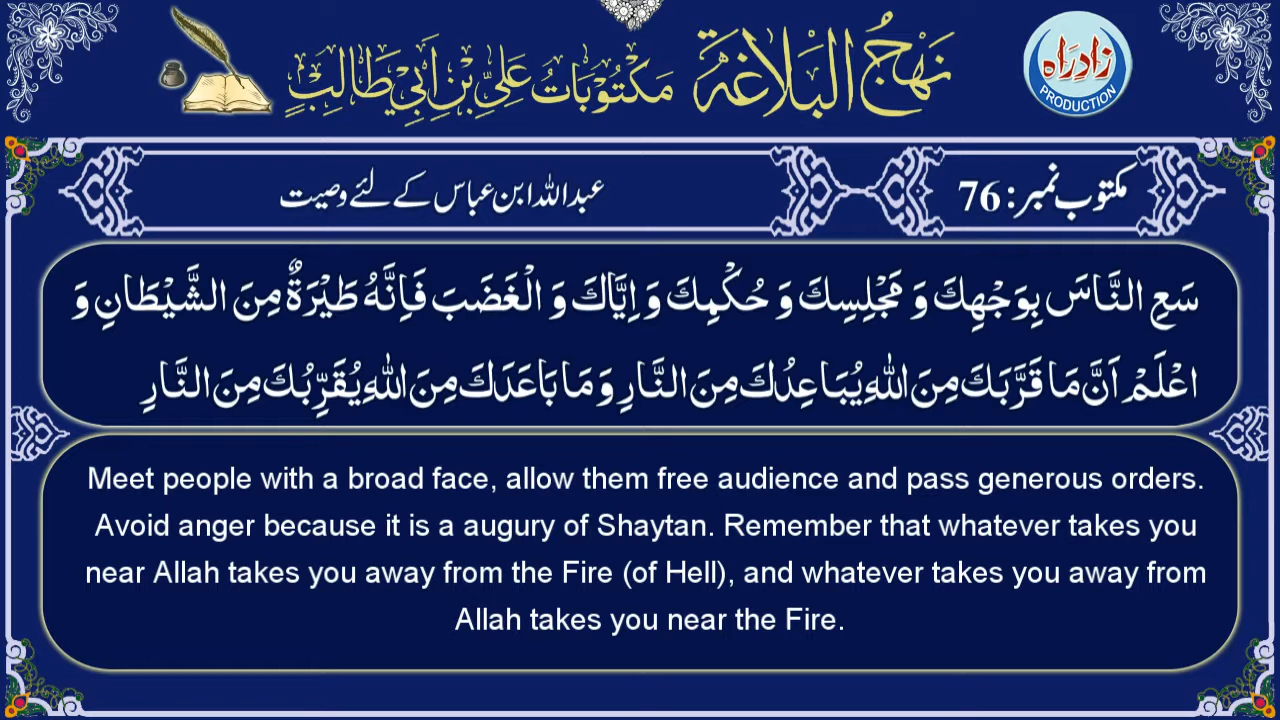 نَهْجُ الْبَلَاغَة مَكْتُوْبَاتُ عَلِيِّ بْنِ اَبِيْ طَالِبٍ
زادِرَاہ
PRODUCTION
مکتوب نمبر: 76
عبداللہ ابن عباس کے لئے وصیت
سَعِ النَّاسَ بِوَجْهِكَ وَ مَجْلِسِكَ وَ حُكْمِكَ وَ اِيَّاكَ وَ الْغَضَبَ فَاِنَّهُ طَيْرَةٌ مِنَ الشَّيْطَانِ وَ
اعْلَمْ اَنَّ مَا قَرَّبَكَ مِنَ اللهِ يُبَاعِدُكَ مِنَ النَّارِ وَ مَا بَاعَدَكَ مِنَ اللهِ يُقَرِّبُكَ مِنَ النَّارِ
Meet people with a broad face, allow them free audience and pass generous orders.
Avoid anger because it is a augury of Shaytan. Remember that whatever takes you
near Allah takes you away from the Fire (of Hell), and whatever takes you away from
Allah takes you near the Fire.